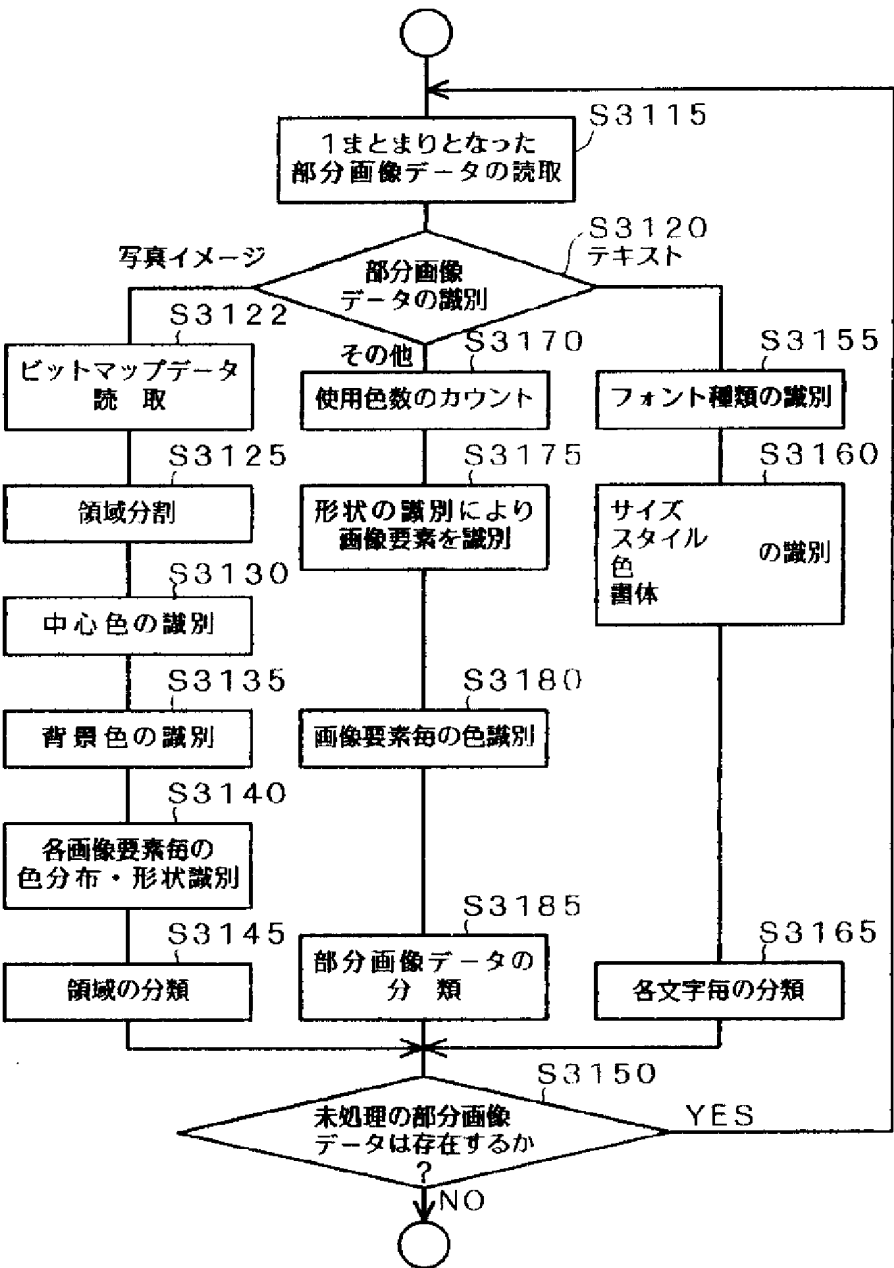 S3115
1まとまりとなった
部分画像データの読取
S3120
写真イメージ
テキスト
部分画像
データの識別
S3122
その他
S3170
S3155
ビットマップデータ
読 取
使用色数のカウント
フォント種類の識別
S3125
S3175
S3160
領域分割
形状の識別により
画像要素を識別
サイズ
スタイル
色
書体
の識別
S3130
中心色の識別
S3135
S3180
背景色の識別
画像要素毎の色識別
S3140
各画像要素毎の
色分布・形状識別
S3145
S3185
S3165
領域の分類
部分画像データの
分 類
各文字毎の分類
S3150
未処理の部分画像
データは存在するか
?
YES
NO